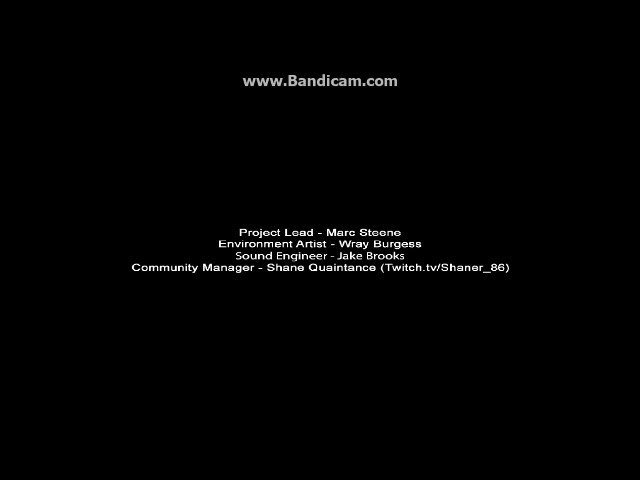 www.Bandicam.com
Project Lead - Marc Steene
Environment Artist - Wray Burgess
Sound Engineer - Jake Brooks
Community Manager - Shane Quaintance (Twitch.tv/Shaner_86)